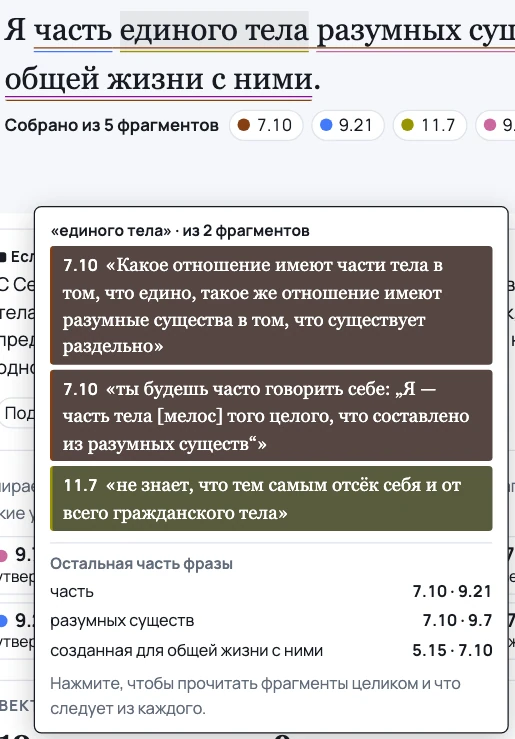 Я часть единого тела разумных сущ
общей жизни с ними.
Собрано из 5 фрагментов 7.10 9.21 11.7 9.
«единого тела» · из 2 фрагментов
7.10 «Какое отношение имеют части тела в
том, что едино, такое же отношение имеют
разумные существа в том, что существует
раздельно»
7.10 «ты будешь часто говорить себе: „Я —
часть тела [мелос] того целого, что составлено
из разумных существ“»
11.7 «не знает, что тем самым отсёк себя и от
всего гражданского тела»
Остальная часть фразы
часть 7.10 · 9.21
разумных существ 7.10 · 9.7
созданная для общей жизни с ними 5.15 · 7.10
Нажмите, чтобы прочитать фрагменты целиком и что
следует из каждого.